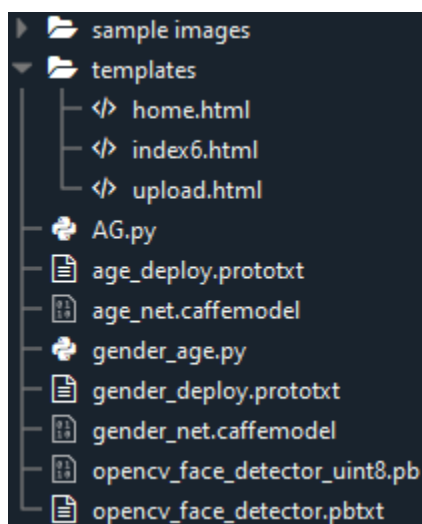 sample images
templates
home.html
index6.html
upload.html
AG.py
age_deploy.prototxt
age_net.caffemodel
gender_age.py
gender_deploy.prototxt
gender_net.caffemodel
opencv_face_detector_uint8.pb
opencv_face_detector.pbtxt